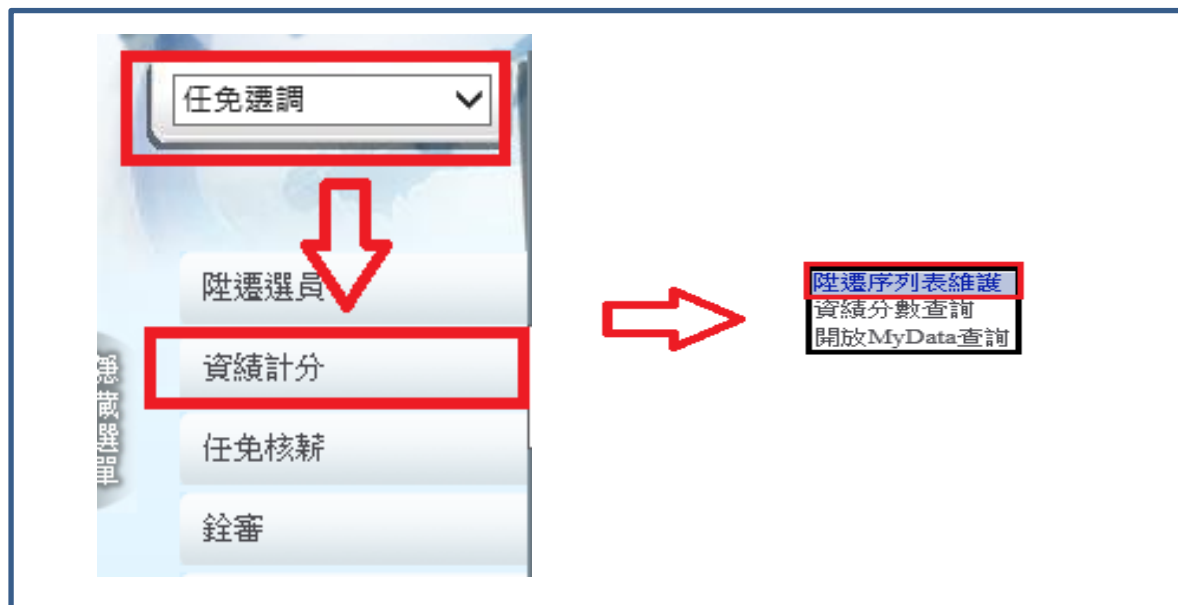 任免遷調
陞遷選員
資績計分
任免核薪
銓審
隱藏選單
陞遷序列表維護
資績分數查詢
開放MyData查詢